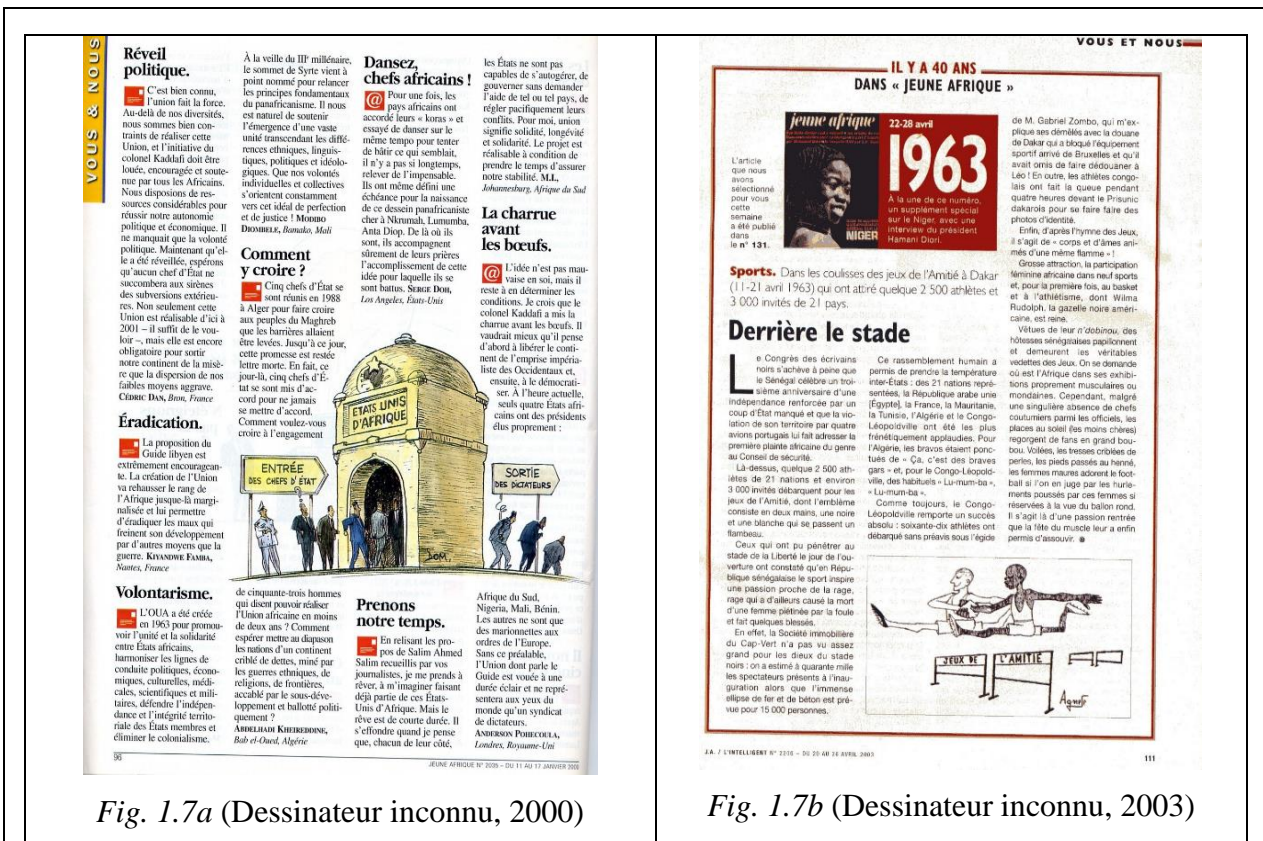 VOUS & NOUS
Réveil
politique.
C'est bien connu,
l'union fait la force.
Au-delà de nos diversités,
nous sommes bien con-
traints de réaliser cette
Union, et l'initiative du
colonel Kaddafi doit être
louée, encouragée et soute-
nue par tous les Africains.
Nous disposons de res-
sources considérables pour
réussir notre autonomie
politique et économique. Il
ne manquait que la volonté
politique. Maintenant qu'el-
le a été réveillée, espérons
qu'aucun chef d'État ne
succombera aux sirènes
des subversions extérieu-
res. Non seulement cette
Union est réalisable d'ici à
2001 – il suffit de le vou-
loir –, mais elle est encore
obligatoire pour sortir
notre continent de la misè-
re que la dispersion de nos
faibles moyens aggrave.
CÉDRIC DAN, Bron, France
Éradication.
La proposition du
Guide libyen est
extrêmement encouragean-
te. La création de l'Union
va rehausser le rang de
l'Afrique jusque-là margi-
nalisée et lui permettre
d'éradiquer les maux qui
freinent son développement
par d'autres moyens que la
guerre. KIYANDWE FAMBA,
Nantes, France
Volontarisme.
L'OUA a été créée
en 1963 pour promou-
voir l'unité et la solidarité
entre États africains,
harmoniser les lignes de
conduite politiques, écono-
miques, culturelles, médi-
cales, scientifiques et mili-
taires, défendre l'indépen-
dance et l'intégrité territo-
riale des États membres et
éliminer le colonialisme.
À la veille du IIIe millénaire,
le sommet de Syrte vient à
point nommé pour relancer
les principes fondamentaux
du panafricanisme. Il nous
est naturel de soutenir
l'émergence d'une vaste
unité transcendant les diffé-
rences ethniques, linguis-
tiques, politiques et idéolo-
giques. Que nos volontés
individuelles et collectives
s'orientent constamment
vers cet idéal de perfection
et de justice ! MODIBO
DIOMBELE, Bamako, Mali
Comment
y croire ?
Cinq chefs d'État se
sont réunis en 1988
à Alger pour faire croire
aux peuples du Maghreb
que les barrières allaient
être levées. Jusqu'à ce jour,
cette promesse est restée
lettre morte. En fait, ce
jour-là, cinq chefs d'É-
tat se sont mis d'ac-
cord pour ne jamais
se mettre d'accord.
Comment voulez-vous
croire à l'engagement
de cinquante-trois hommes
qui disent pouvoir réaliser
l'Union africaine en moins
de deux ans ? Comment
espérer mettre au diapason
les nations d'un continent
criblé de dettes, miné par
les guerres ethniques, de
religions, de frontières,
accablé par le sous-déve-
loppement et ballotté politi-
quement ?
ABDELHADI KHEIREDDINE,
Bab el-Oued, Algérie
Dansez,
chefs africains !
@ Pour une fois, les
pays africains ont
accordé leurs « koras » et
essayé de danser sur le
même tempo pour tenter
de bâtir ce qui semblait,
il n'y a pas si longtemps,
relever de l'impensable.
Ils ont même défini une
échéance pour la naissance
de ce dessein panafricaniste
cher à Nkrumah, Lumumba,
Anta Diop. De là où ils
sont, ils accompagnent
sûrement de leurs prières
l'accomplissement de cette
idée pour laquelle ils se
sont battus. SERGE DOH,
Los Angeles, États-Unis
ETATS UNIS
D'AFRIQUE
ENTRÉE
DES CHEFS D'ÉTAT
SORTIE
DES DICTATEURS
DOM
Prenons
notre temps.
En relisant les pro-
pos de Salim Ahmed
Salim recueillis par vos
journalistes, je me prends à
rêver, à m'imaginer faisant
déjà partie de ces États-
Unis d'Afrique. Mais le
rêve est de courte durée. Il
s'effondre quand je pense
que, chacun de leur côté,
les États ne sont pas
capables de s'autogérer, de
gouverner sans demander
l'aide de tel ou tel pays, de
régler pacifiquement leurs
conflits. Pour moi, union
signifie solidité, longévité
et solidarité. Le projet est
réalisable à condition de
prendre le temps d'assurer
notre stabilité. M.I.,
Johannesburg, Afrique du Sud
La charrue
avant
les bœufs.
@ L'idée n'est pas mau-
vaise en soi, mais il
reste à en déterminer les
conditions. Je crois que le
colonel Kaddafi a mis la
charrue avant les bœufs. Il
vaudrait mieux qu'il pense
d'abord à libérer le conti-
nent de l'emprise impéria-
liste des Occidentaux et,
ensuite, à le démocrati-
ser. À l'heure actuelle,
seuls quatre États afri-
cains ont des présidents
élus proprement :
Afrique du Sud,
Nigeria, Mali, Bénin.
Les autres ne sont que
des marionnettes aux
ordres de l'Europe.
Sans ce préalable,
l'Union dont parle le
Guide est vouée à une
durée éclair et ne repré-
sentera aux yeux du
monde qu'un syndicat
de dictateurs.
ANDERSON POHECOULA,
Londres, Royaume-Uni
96
JEUNE AFRIQUE N° 2035 – DU 11 AU 17 JANVIER 2000
Fig. 1.7a (Dessinateur inconnu, 2000)
VOUS ET NOUS
IL Y A 40 ANS
DANS « JEUNE AFRIQUE »
L'article
que nous
avons
sélectionné
pour vous
cette
semaine
a été publié
dans
le n° 131.
jeune afrique
NIGER
22-28 avril
1963
À la une de ce numéro,
un supplément spécial
sur le Niger, avec une
interview du président
Hamani Diori.
Sports. Dans les coulisses des jeux de l'Amitié à Dakar
(11-21 avril 1963) qui ont attiré quelque 2 500 athlètes et
3 000 invités de 21 pays.
Derrière le stade
Le Congrès des écrivains
noirs s'achève à peine que
le Sénégal célèbre un troi-
sième anniversaire d'une
indépendance renforcée par un
coup d'État manqué et que la vio-
lation de son territoire par quatre
avions portugais lui fait adresser la
première plainte africaine du genre
au Conseil de sécurité.
Là-dessus, quelque 2 500 ath-
lètes de 21 nations et environ
3 000 invités débarquent pour les
jeux de l'Amitié, dont l'emblème
consiste en deux mains, une noire
et une blanche qui se passent un
flambeau.
Ceux qui ont pu pénétrer au
stade de la Liberté le jour de l'ou-
verture ont constaté qu'en Répu-
blique sénégalaise le sport inspire
une passion proche de la rage,
rage qui a d'ailleurs causé la mort
d'une femme piétinée par la foule
et fait quelques blessés.
En effet, la Société immobilière
du Cap-Vert n'a pas vu assez
grand pour les dieux du stade
noirs : on a estimé à quarante mille
les spectateurs présents à l'inau-
guration alors que l'immense
ellipse de fer et de béton est pré-
vue pour 15 000 personnes.
Ce rassemblement humain a
permis de prendre la température
inter-États : des 21 nations repré-
sentées, la République arabe unie
[Égypte], la France, la Mauritanie,
la Tunisie, l'Algérie et le Congo-
Léopoldville ont été les plus
frénétiquement applaudies. Pour
l'Algérie, les bravos étaient ponc-
tués de « Ça, c'est des braves
gars » et, pour le Congo-Léopold-
ville, des habituels « Lu-mum-ba »,
« Lu-mum-ba ».
Comme toujours, le Congo-
Léopoldville remporte un succès
absolu : soixante-dix athlètes ont
débarqué sans préavis sous l'égide
de M. Gabriel Zombo, qui m'ex-
plique ses démêlés avec la douane
de Dakar qui a bloqué l'équipement
sportif arrivé de Bruxelles et qu'il
avait omis de faire dédouaner à
Léo ! En outre, les athlètes congo-
lais ont fait la queue pendant
quatre heures devant le Prisunic
dakarois pour se faire faire des
photos d'identité.
Enfin, d'après l'hymne des Jeux,
il s'agit de « corps et d'âmes ani-
més d'une même flamme » !
Grosse attraction, la participation
féminine africaine dans neuf sports
et, pour la première fois, au basket
et à l'athlétisme, dont Wilma
Rudolph, la gazelle noire améri-
caine, est reine.
Vêtues de leur n'dobinou, des
hôtesses sénégalaises papillonnent
et demeurent les véritables
vedettes des Jeux. On se demande
où est l'Afrique dans ses exhibi-
tions proprement musculaires ou
mondaines. Cependant, malgré
une singulière absence de chefs
coutumiers parmi les officiels, les
places au soleil (les moins chères)
regorgent de fans en grand bou-
bou. Voilées, les tresses criblées de
perles, les pieds passés au henné,
les femmes maures adorent le foot-
ball si l'on en juge par les hurle-
ments poussés par ces femmes si
réservées à la vue du ballon rond.
Il s'agit là d'une passion rentrée
que la fête du muscle leur a enfin
permis d'assouvir.
JEUX DE L'AMITIÉ
J.A. / L'INTELLIGENT N° 2206 – DU 20 AU 26 AVRIL 2003
111
Fig. 1.7b (Dessinateur inconnu, 2003)